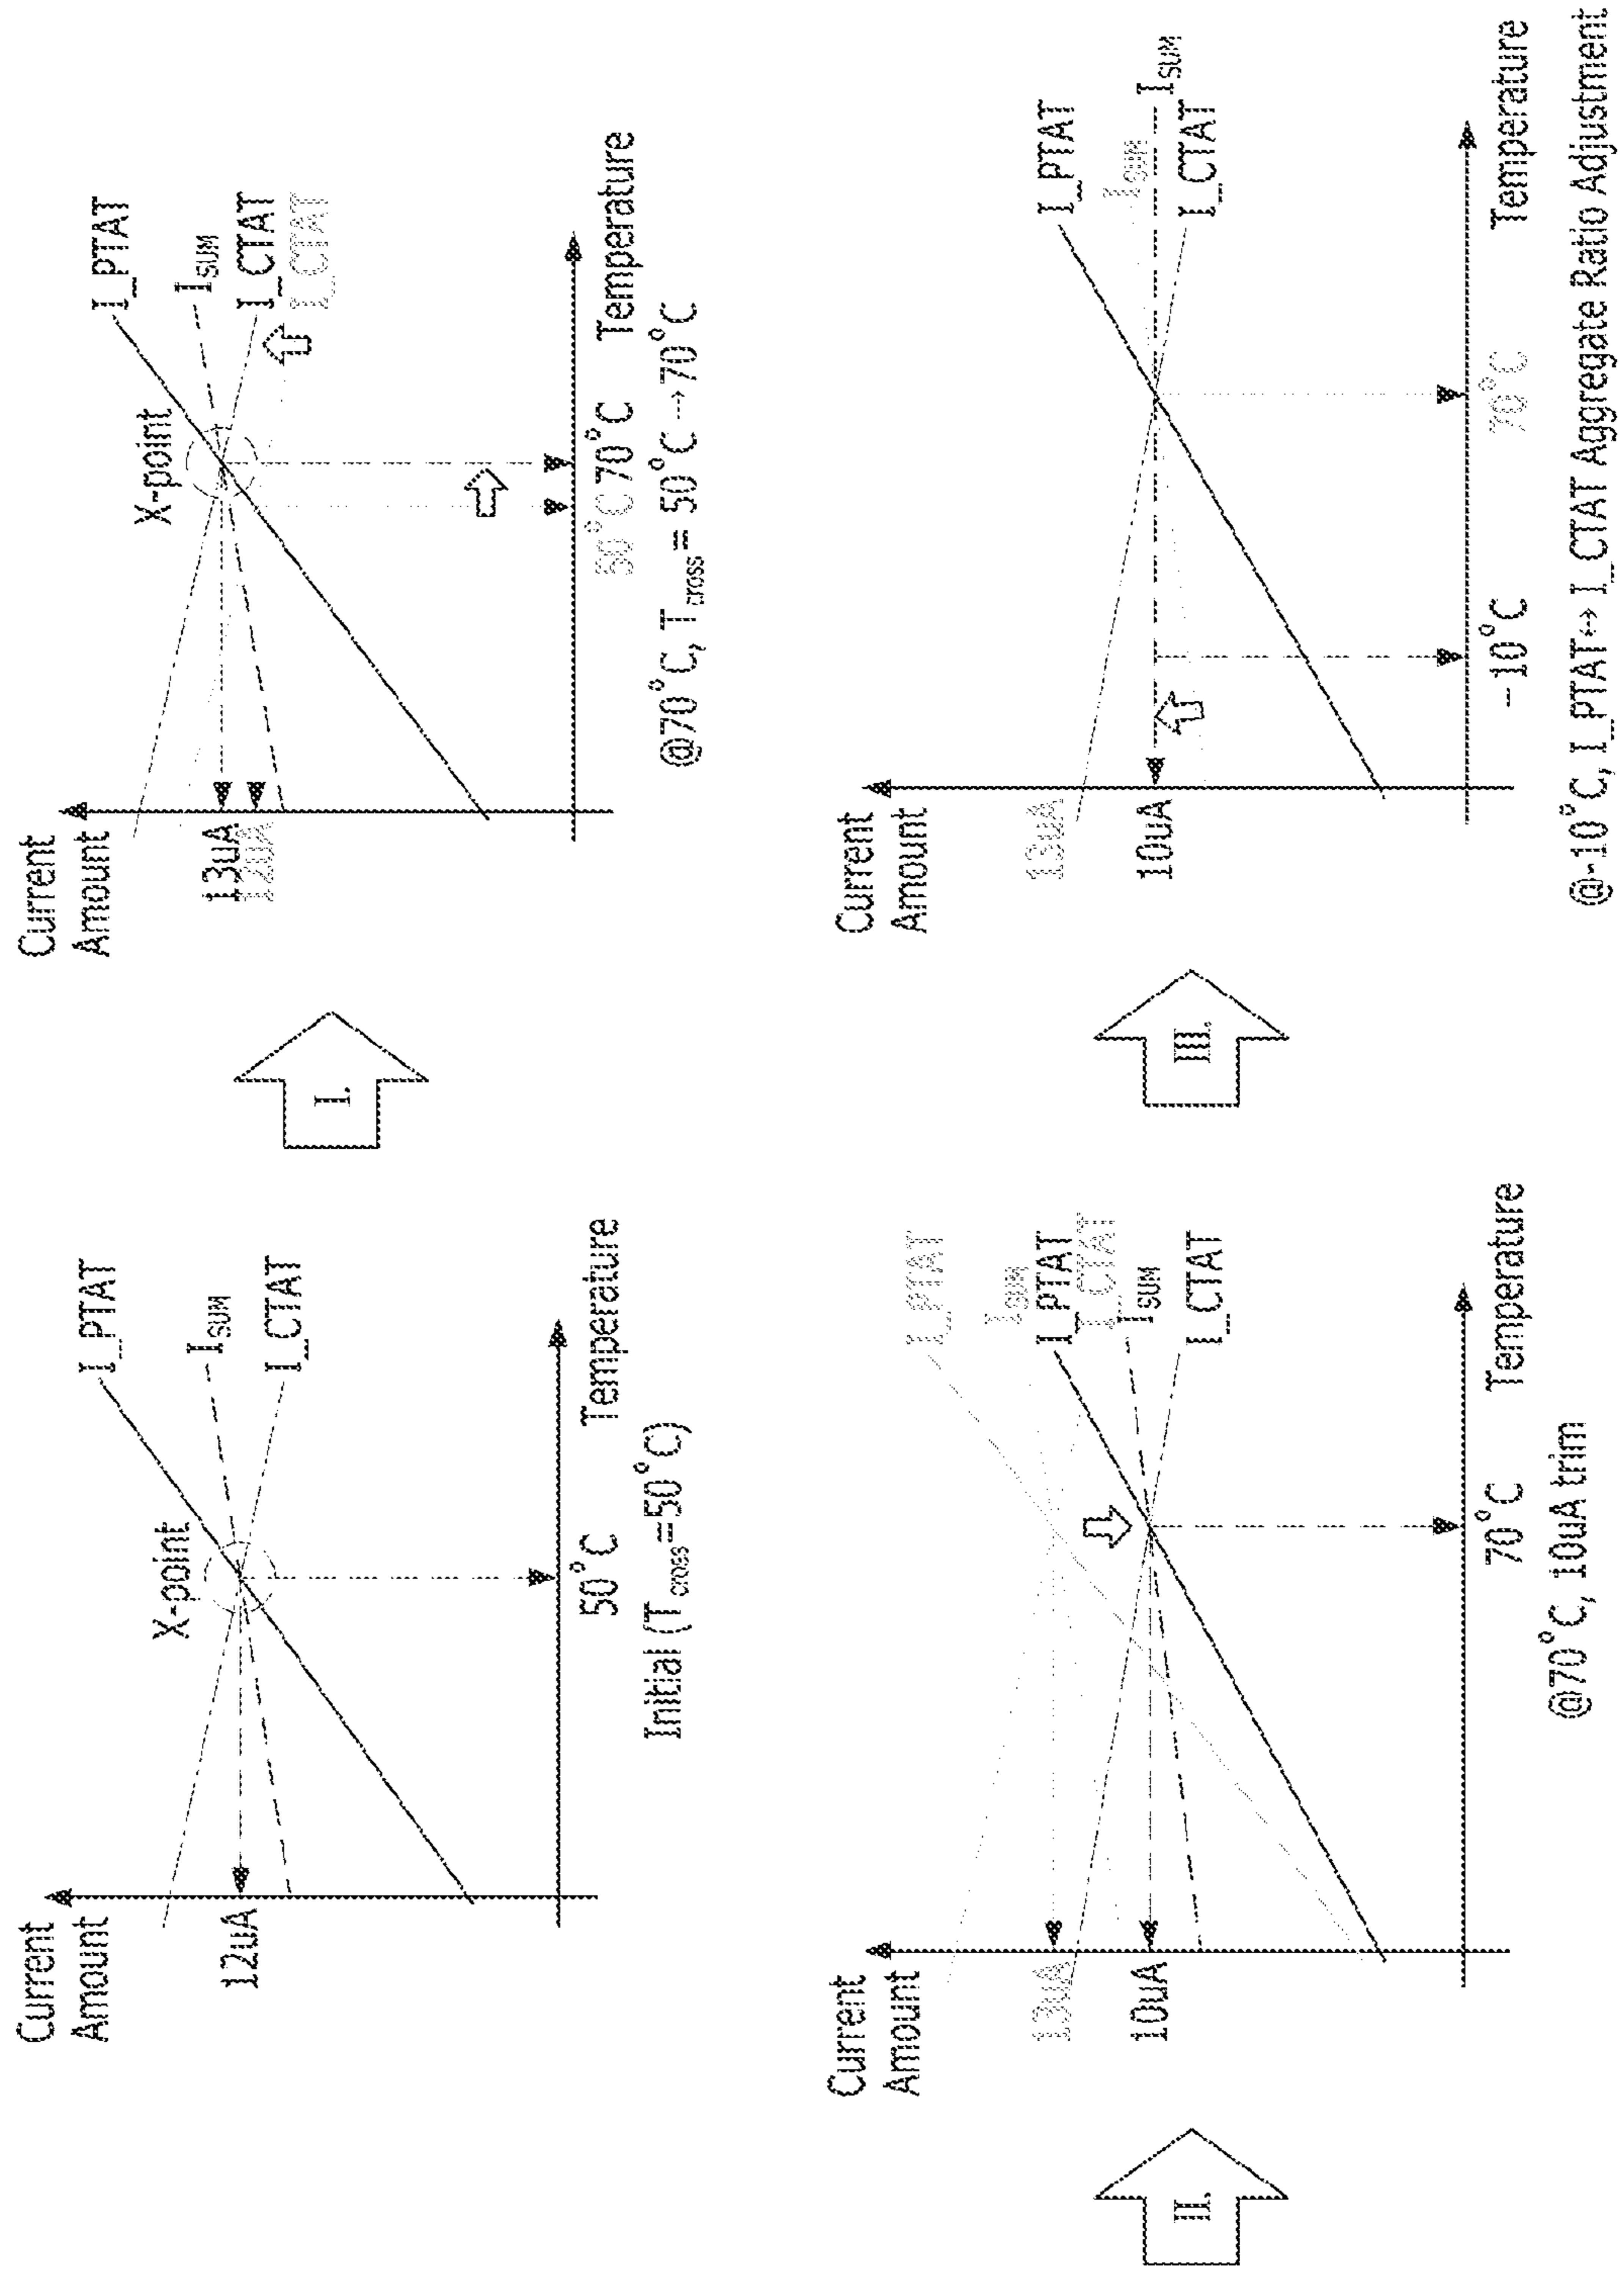 Current
Amount
12uA
X-point
I_PTAT
I_SUM
I_CTAT
50°C
Temperature
Initial (T_cross=50°C)
I.
Current
Amount
13uA
12uA
X-point
I_PTAT
I_SUM
I_CTAT
I_CTAT
50°C 70°C Temperature
@70°C, T_cross= 50°C→70°C
II.
Current
Amount
13uA
10uA
I_PTAT
I_SUM
I_PTAT
I_CTAT
I_SUM
I_CTAT
70°C
Temperature
@70°C, 10uA trim
III.
Current
Amount
13uA
10uA
I_PTAT
I_SUM
I_SUM
I_CTAT
-10°C
70°C
Temperature
@-10°C, I_PTAT↔I_CTAT Aggregate Ratio Adjustment